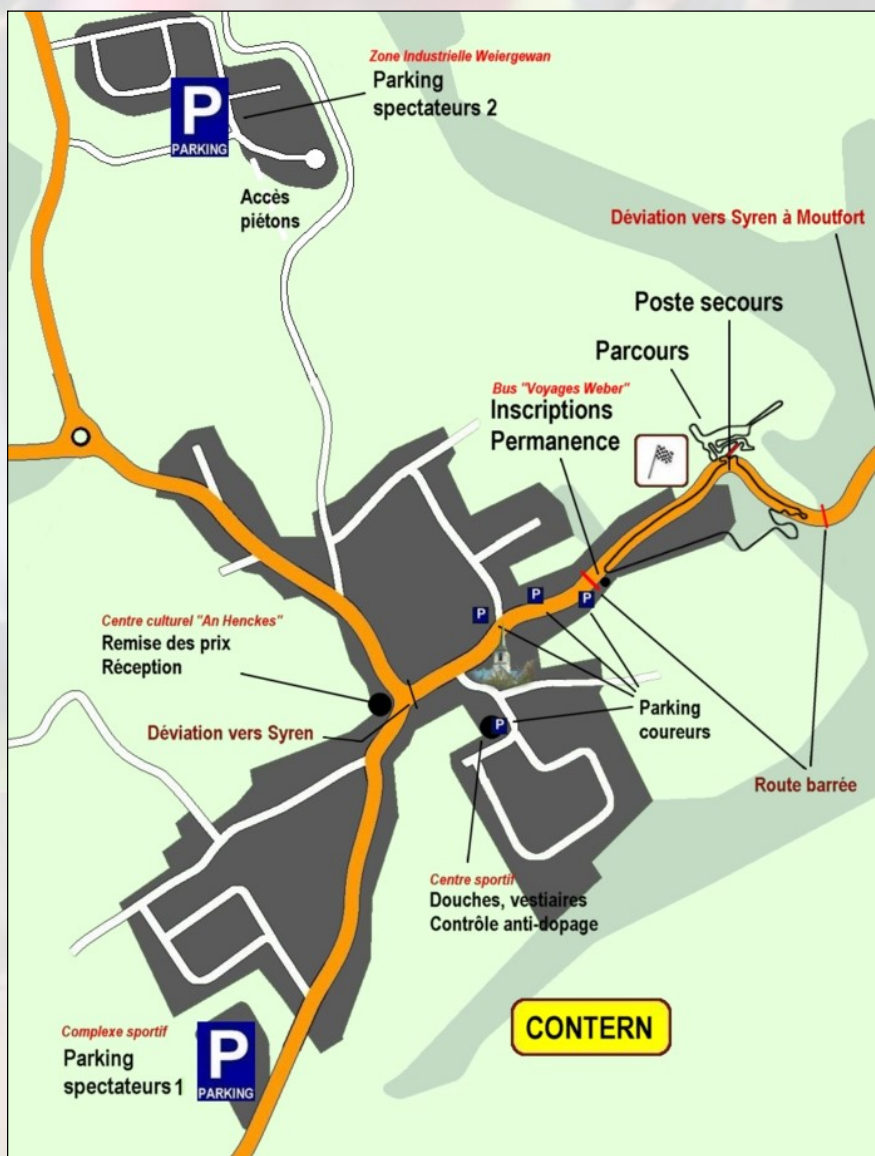 Zone Industrielle Weiergewan
Parking
spectateurs 2
P
PARKING
Accès
piétons
Déviation vers Syren à Moutfort
Poste secours
Parcours
Bus "Voyages Weber"
Inscriptions
Permanence
Centre culturel "An Henckes"
Remise des prix
Réception
P
P
P
Déviation vers Syren
P
Parking
coureurs
Route barrée
Centre sportif
Douches, vestiaires
Contrôle anti-dopage
CONTERN
Complexe sportif
Parking
spectateurs 1
P
PARKING